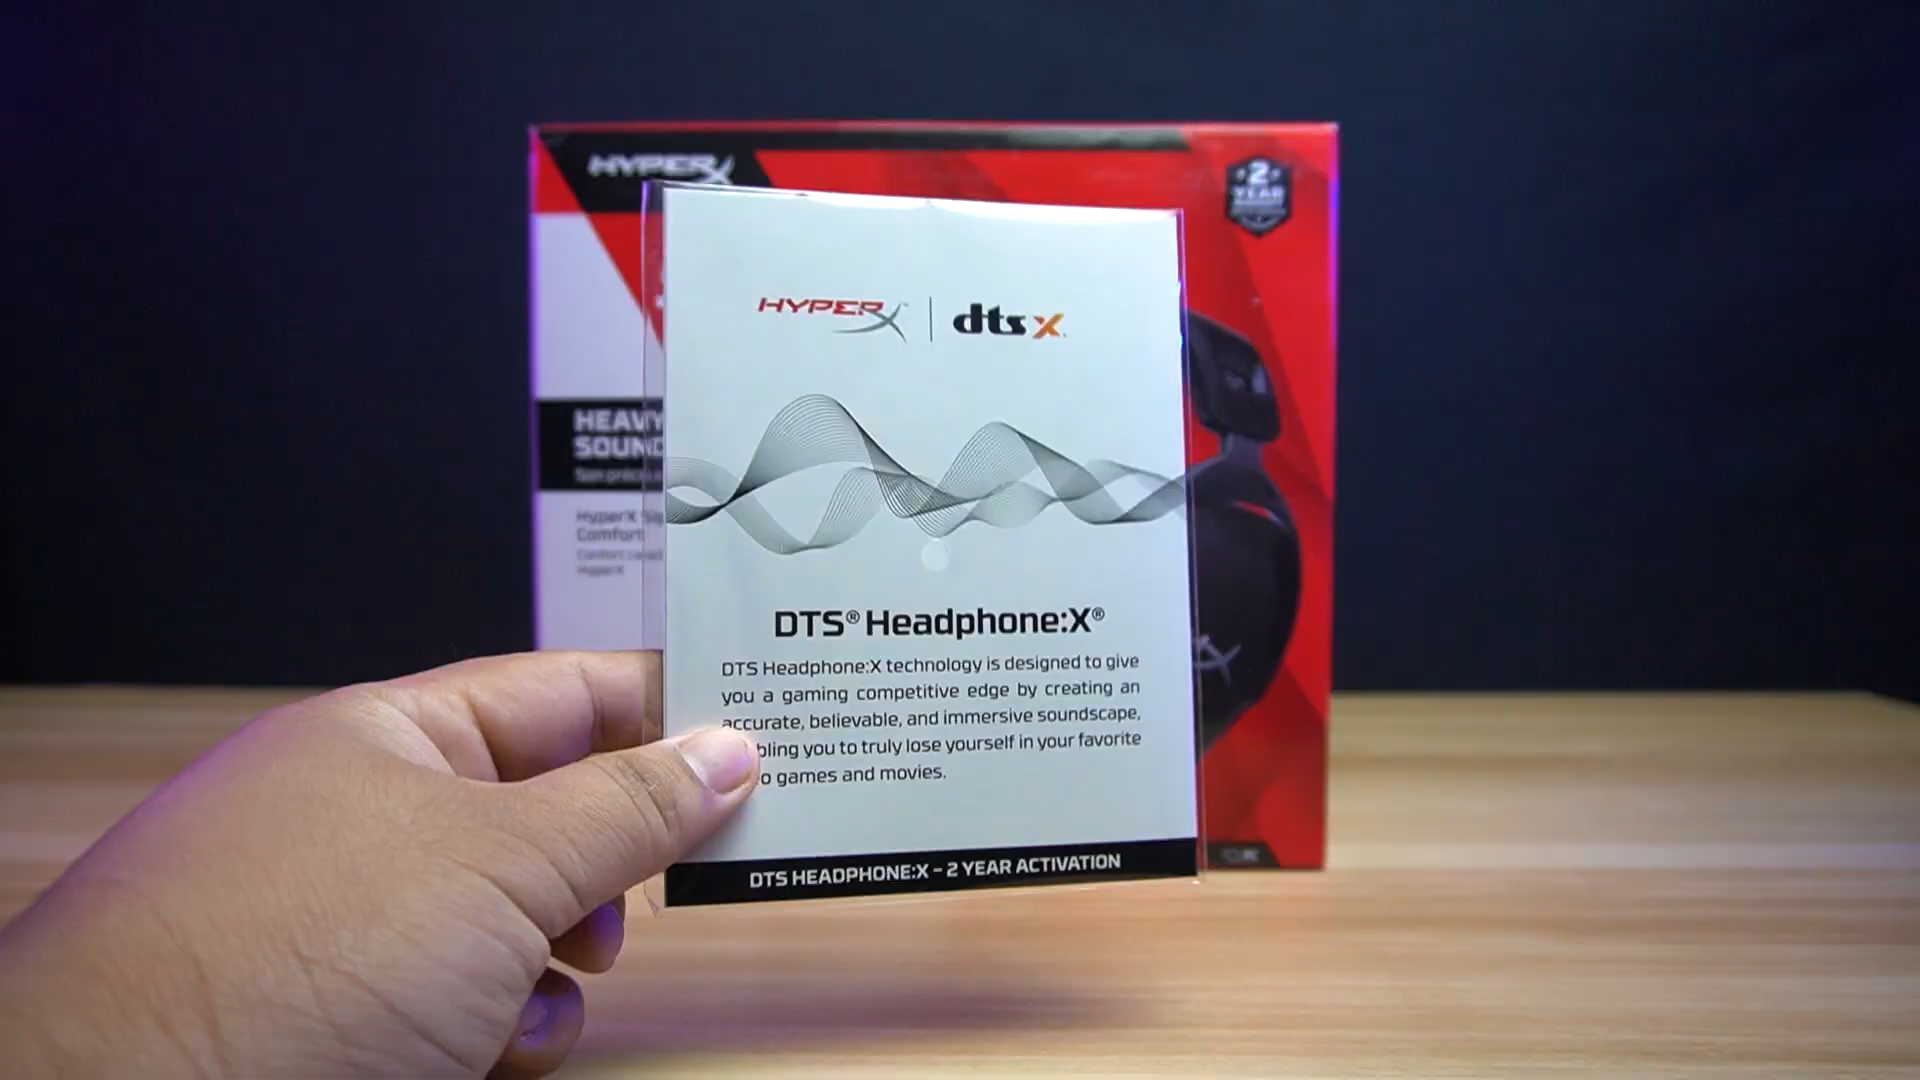 HYPERX
2
YEAR
HYPERX™ | dts x
HEAVY
SOUND
HyperX
Comfort
HyperX
DTS® Headphone:X®
DTS Headphone:X technology is designed to give
you a gaming competitive edge by creating an
accurate, believable, and immersive soundscape,
bling you to truly lose yourself in your favorite
o games and movies.
DTS HEADPHONE:X – 2 YEAR ACTIVATION